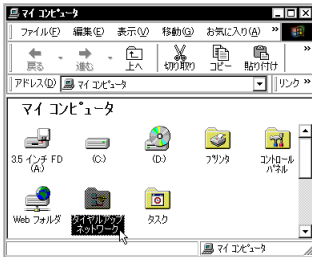 マイ コンピュータ
ファイル(F) 編集(E) 表示(V) 移動(G) お気に入り(A) »
戻る 進む 上へ 切り取り コピー 貼り付け »
アドレス(D) マイ コンピュータ リンク »
マイ コンピュータ
3.5 インチ FD (A:)
(C:)
(D:)
プリンタ
コントロール パネル
Web フォルダ
ダイヤルアップ ネットワーク
タスク
マイ コンピュータ